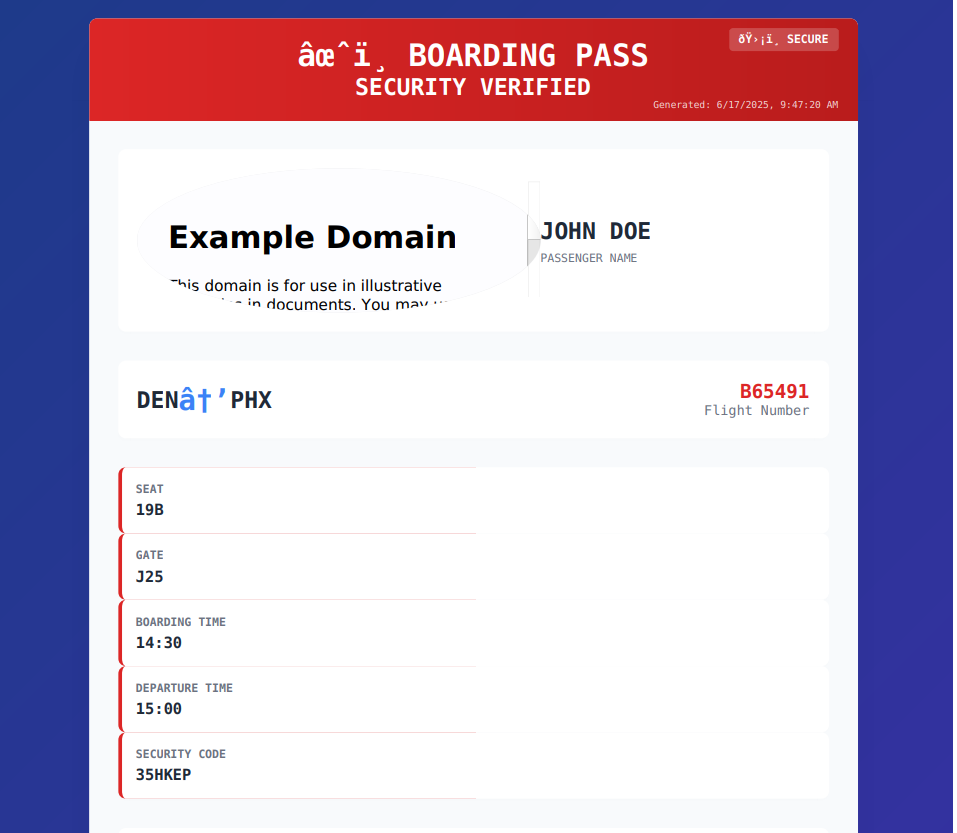 âœˆï¸ BOARDING PASS
ðŸ›¡ï¸ SECURE
SECURITY VERIFIED
Generated: 6/17/2025, 9:47:20 AM
Example Domain
This domain is for use in illustrative
in documents. You may
JOHN DOE
PASSENGER NAME
DENâ†’PHX
B65491
Flight Number
SEAT
19B
GATE
J25
BOARDING TIME
14:30
DEPARTURE TIME
15:00
SECURITY CODE
35HKEP